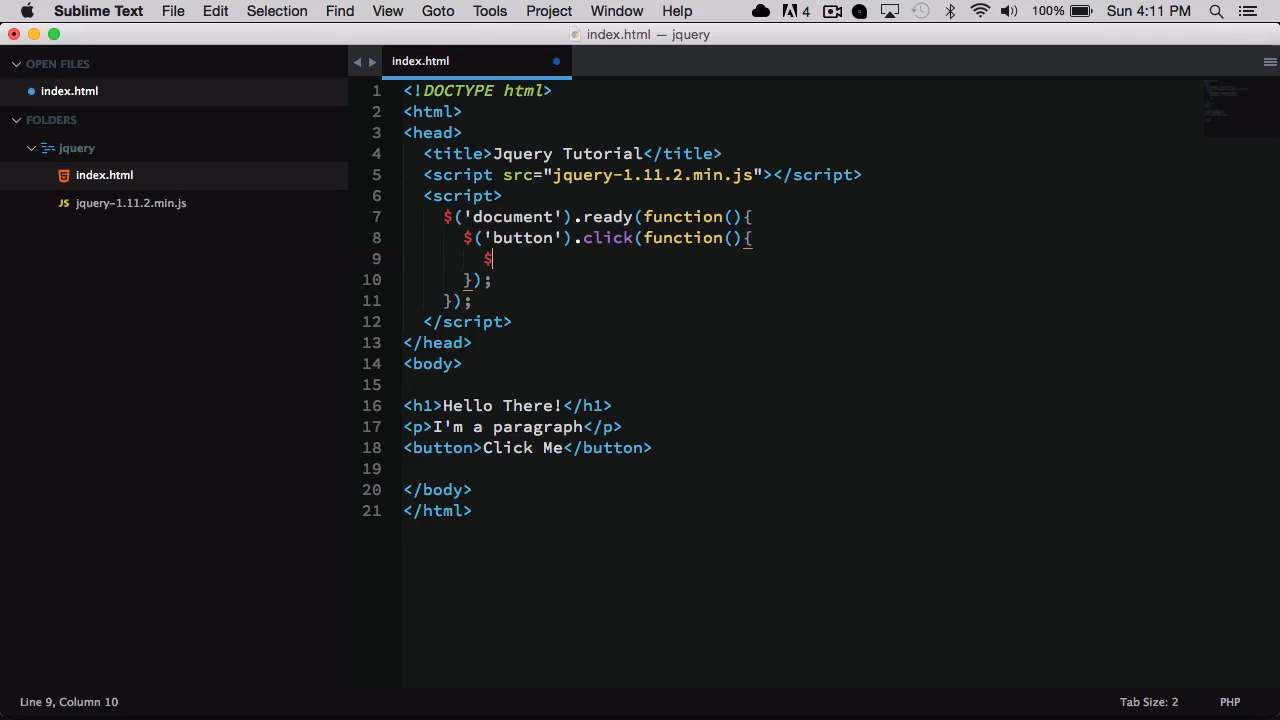 Sublime Text File Edit Selection Find View Goto Tools Project Window Help 4 100% Sun 4:11 PM
index.html — jquery
OPEN FILES
index.html
FOLDERS
jquery
index.html
JS jquery-1.11.2.min.js
index.html
1 <!DOCTYPE html>
2 <html>
3 <head>
4 <title>Jquery Tutorial</title>
5 <script src="jquery-1.11.2.min.js"></script>
6 <script>
7 $('document').ready(function(){
8 $('button').click(function(){
9 $
10 });
11 });
12 </script>
13 </head>
14 <body>
15
16 <h1>Hello There!</h1>
17 <p>I'm a paragraph</p>
18 <button>Click Me</button>
19
20 </body>
21 </html>
Line 9, Column 10 Tab Size: 2 PHP